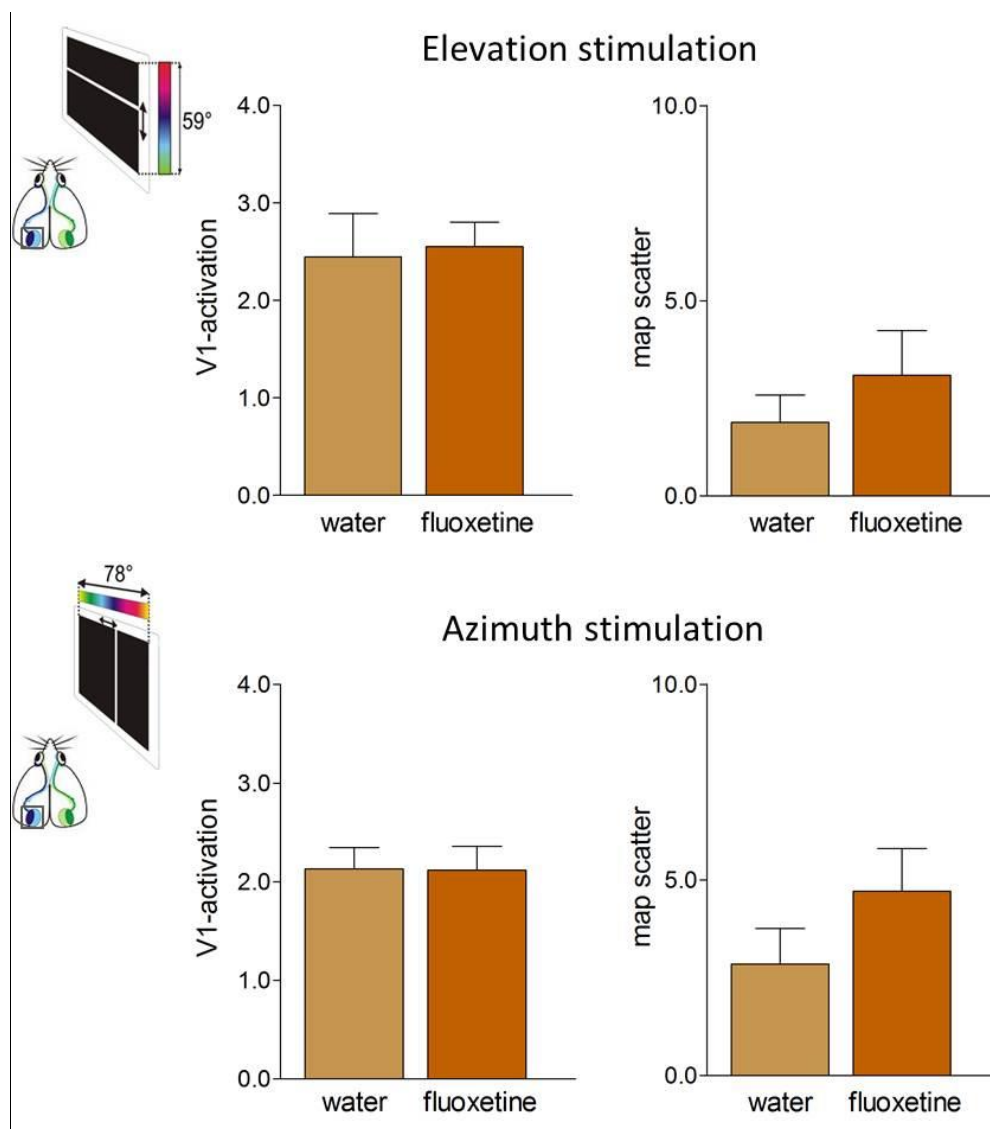 Elevation stimulation
59°
4.0
3.0
2.0
1.0
0.0
V1-activation
water
fluoxetine
10.0
5.0
0.0
map scatter
water
fluoxetine
78°
Azimuth stimulation
4.0
3.0
2.0
1.0
0.0
V1-activation
water
fluoxetine
10.0
5.0
0.0
map scatter
water
fluoxetine